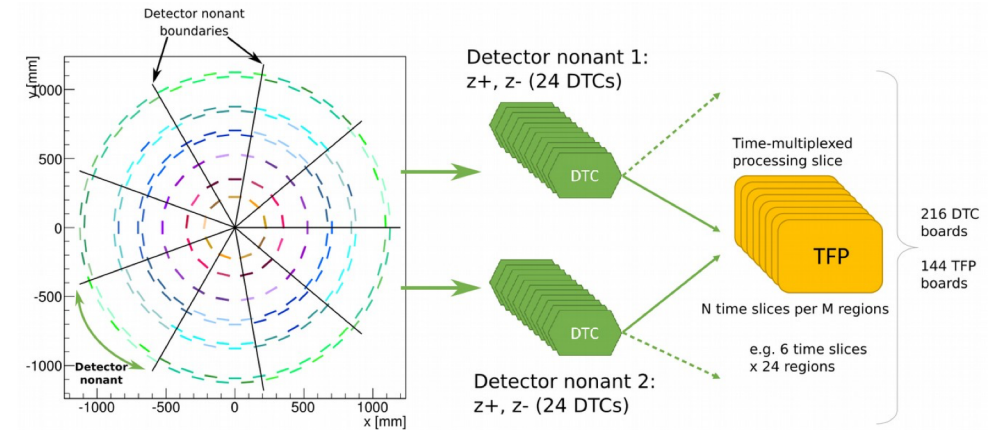 Detector nonant
boundaries
y [mm]
1000
500
0
-500
-1000
-1000 -500 0 500 1000
x [mm]
Detector
nonant
Detector nonant 1:
z+, z- (24 DTCs)
DTC
DTC
Detector nonant 2:
z+, z- (24 DTCs)
Time-multiplexed
processing slice
TFP
N time slices per M regions
e.g. 6 time slices
x 24 regions
216 DTC
boards
144 TFP
boards